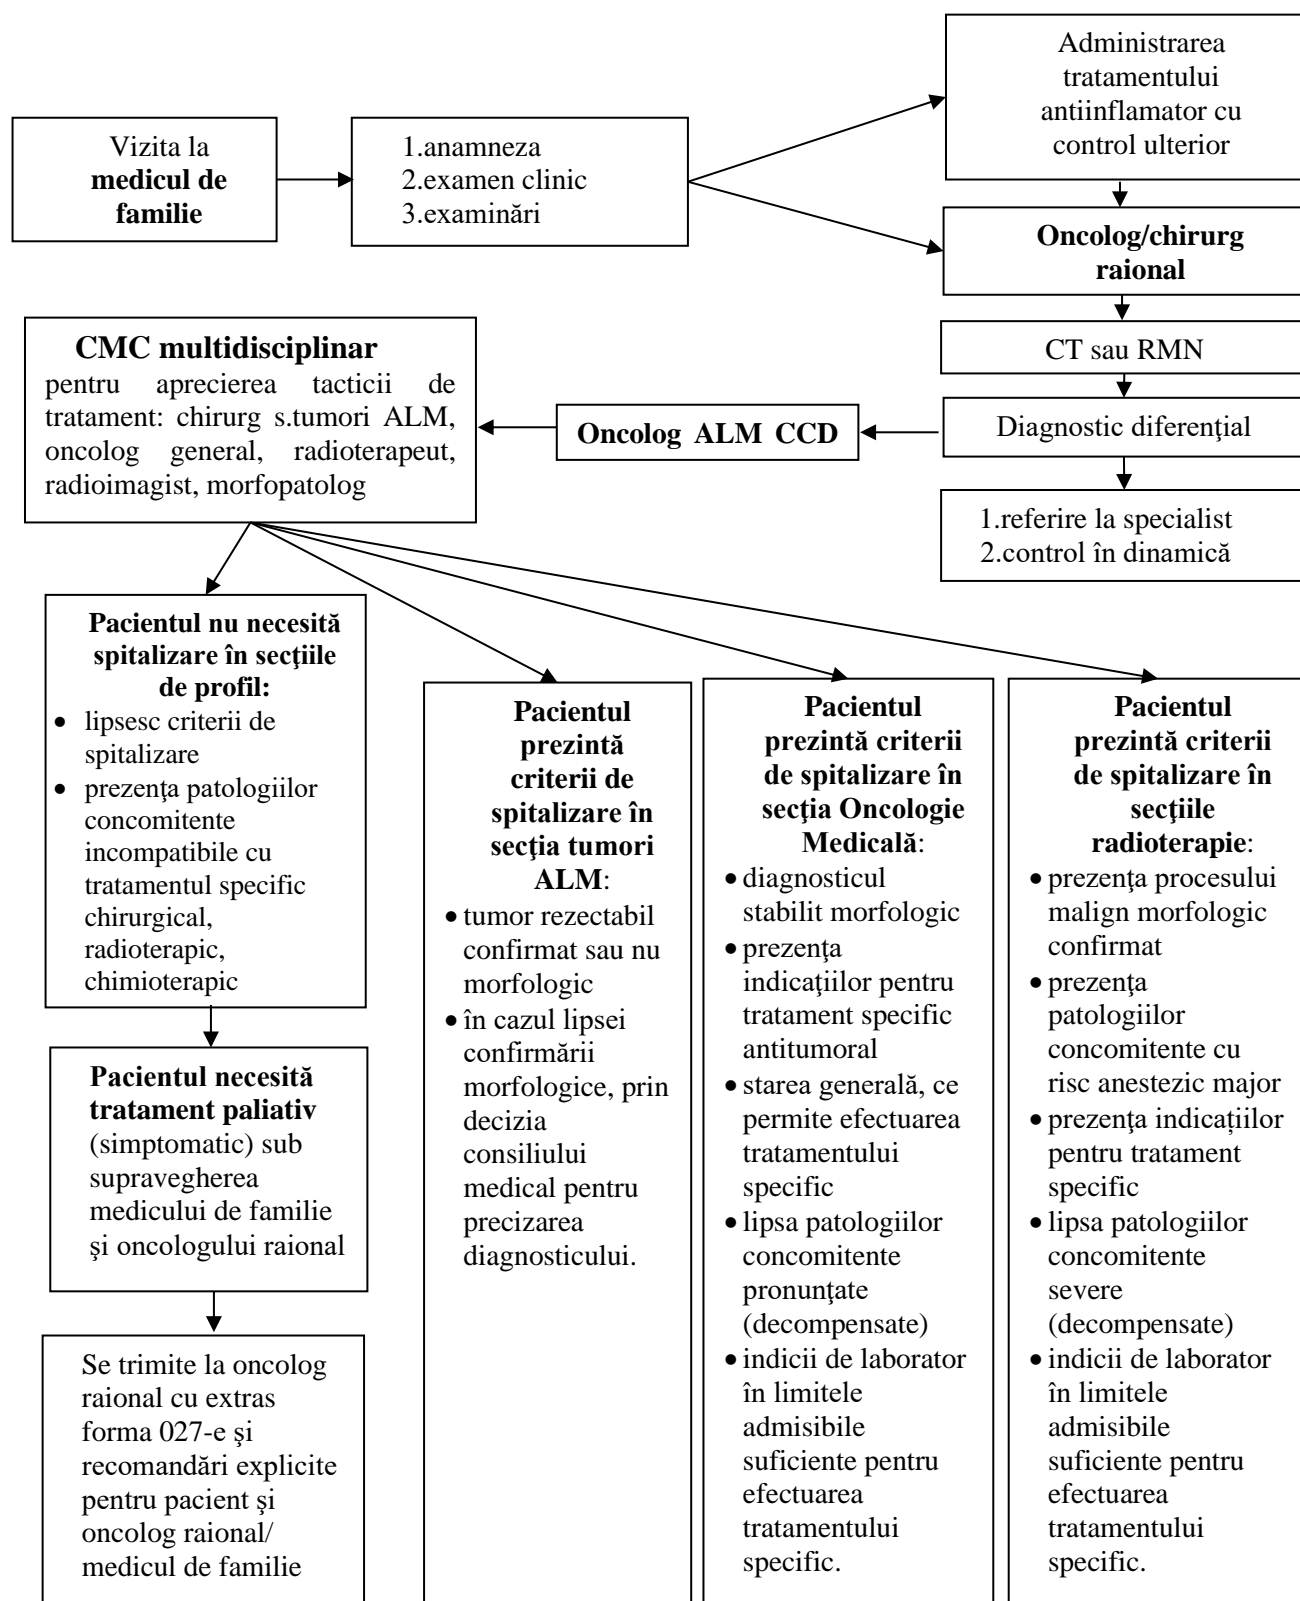 Vizita la
medicul de
familie
1.anamneza
2.examen clinic
3.examinări
Administrarea
tratamentului
antiinflamator cu
control ulterior
Oncolog/chirurg
raional
CT sau RMN
Diagnostic diferenţial
1.referire la specialist
2.control în dinamică
Oncolog ALM CCD
CMC multidisciplinar
pentru aprecierea tacticii de
tratament: chirurg s.tumori ALM,
oncolog general, radioterapeut,
radioimagist, morfopatolog
Pacientul nu necesită
spitalizare în secţiile
de profil:
• lipsesc criterii de
spitalizare
• prezenţa patologiilor
concomitente
incompatibile cu
tratamentul specific
chirurgical,
radioterapic,
chimioterapic
Pacientul necesită
tratament paliativ
(simptomatic) sub
supravegherea
medicului de familie
şi oncologului raional
Se trimite la oncolog
raional cu extras
forma 027-e şi
recomandări explicite
pentru pacient şi
oncolog raional/
medicul de familie
Pacientul
prezintă
criterii de
spitalizare în
secţia tumori
ALM:
• tumor rezectabil
confirmat sau nu
morfologic
• în cazul lipsei
confirmării
morfologice, prin
decizia
consiliului
medical pentru
precizarea
diagnosticului.
Pacientul
prezintă criterii
de spitalizare în
secţia Oncologie
Medicală:
• diagnosticul
stabilit morfologic
• prezenţa
indicaţiilor pentru
tratament specific
antitumoral
• starea generală, ce
permite efectuarea
tratamentului
specific
• lipsa patologiilor
concomitente
pronunţate
(decompensate)
• indicii de laborator
în limitele
admisibile
suficiente pentru
efectuarea
tratamentului
specific.
Pacientul
prezintă criterii
de spitalizare în
secţiile
radioterapie:
• prezenţa procesului
malign morfologic
confirmat
• prezenţa
patologiilor
concomitente cu
risc anestezic major
• prezenţa indicațiilor
pentru tratament
specific
• lipsa patologiilor
concomitente
severe
(decompensate)
• indicii de laborator
în limitele
admisibile
suficiente pentru
efectuarea
tratamentului
specific.